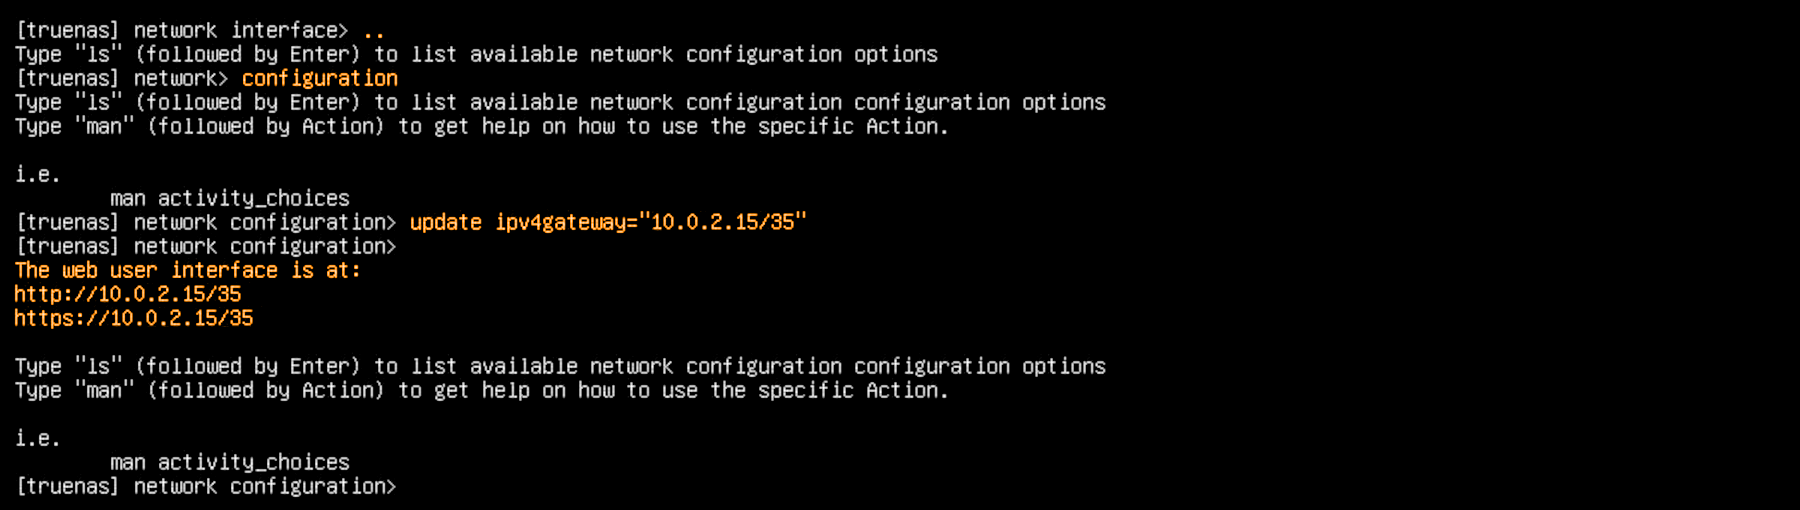 [truenas] network interface> ..
Type "ls" (followed by Enter) to list available network configuration options
[truenas] network> configuration
Type "ls" (followed by Enter) to list available network configuration configuration options
Type "man" (followed by Action) to get help on how to use the specific Action.
i.e.
man activity_choices
[truenas] network configuration> update ipv4gateway="10.0.2.15/35"
[truenas] network configuration>
The web user interface is at:
http://10.0.2.15/35
https://10.0.2.15/35
Type "ls" (followed by Enter) to list available network configuration configuration options
Type "man" (followed by Action) to get help on how to use the specific Action.
i.e.
man activity_choices
[truenas] network configuration>